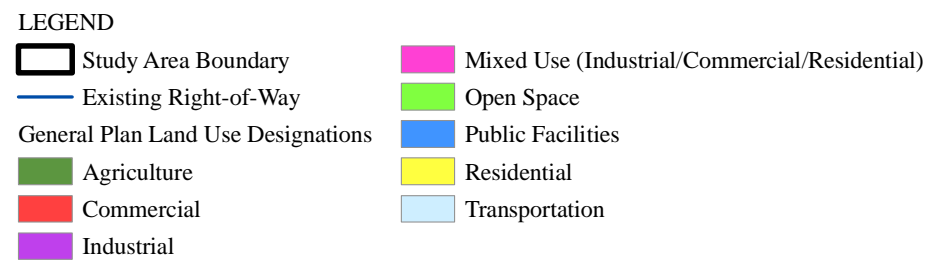 LEGEND
Study Area Boundary
Existing Right-of-Way
General Plan Land Use Designations
Agriculture
Commercial
Industrial
Mixed Use (Industrial/Commercial/Residential)
Open Space
Public Facilities
Residential
Transportation